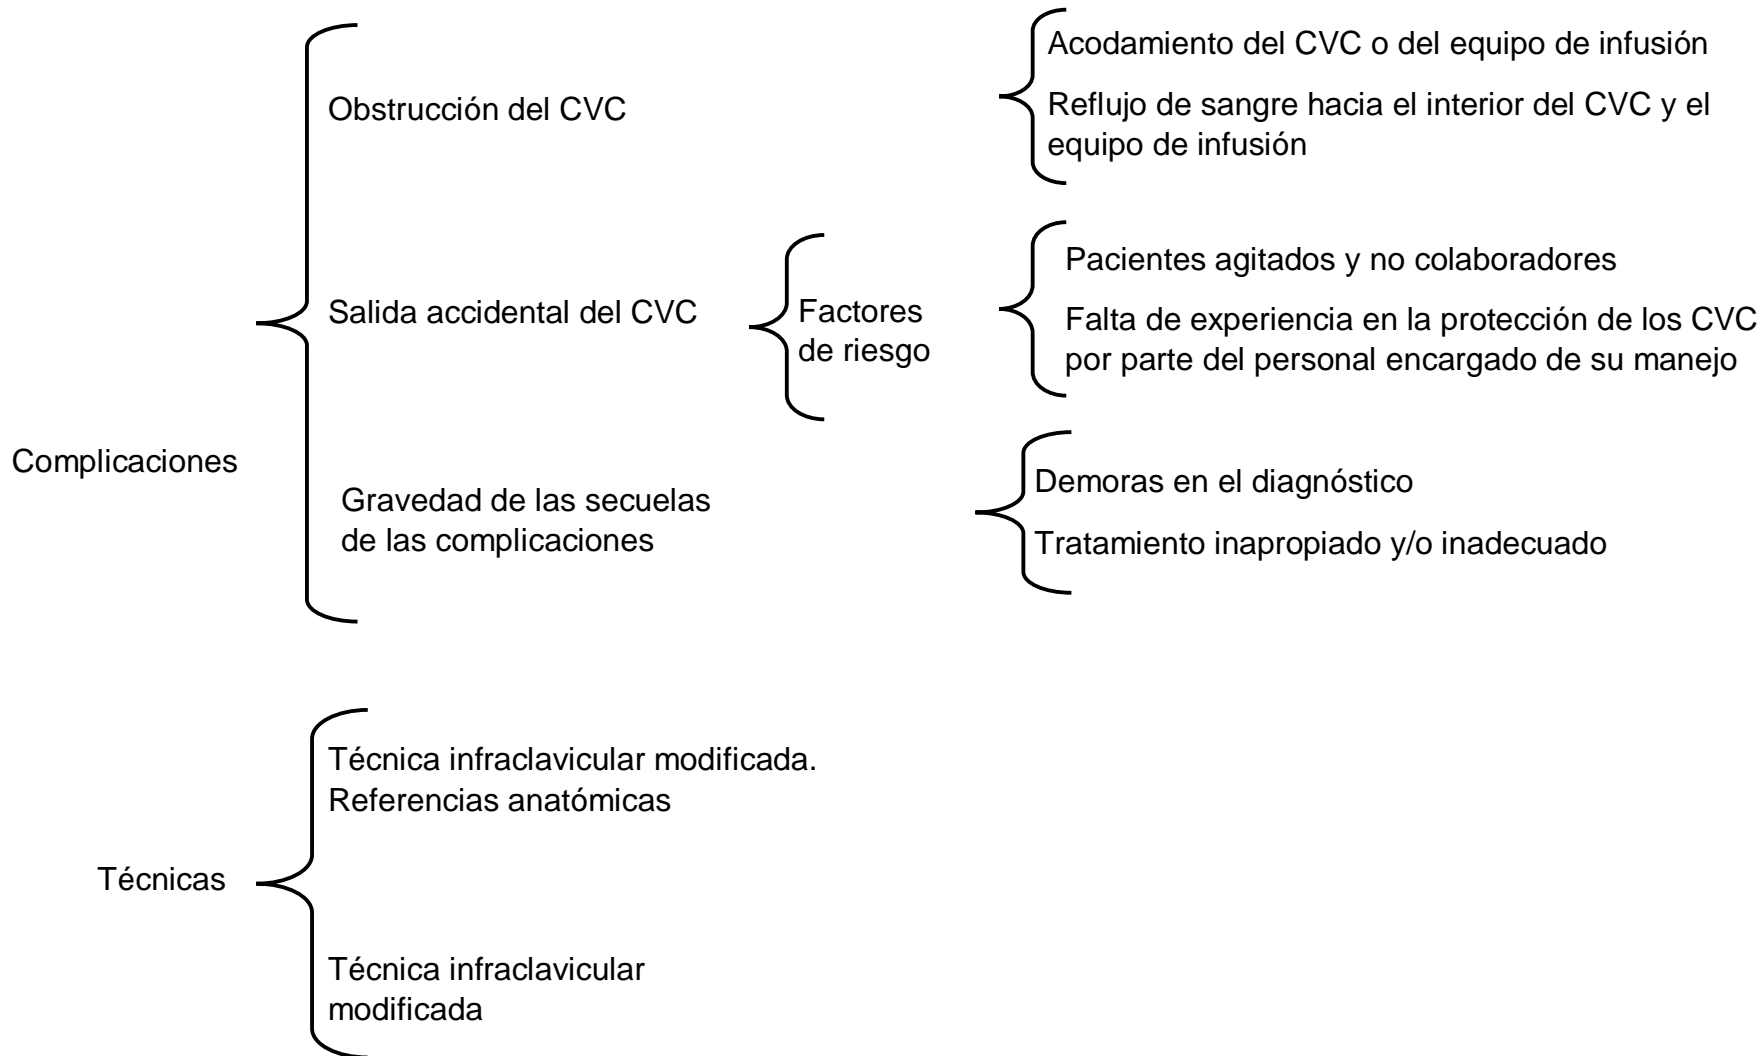 Complicaciones
Obstrucción del CVC
Acodamiento del CVC o del equipo de infusión
Reflujo de sangre hacia el interior del CVC y el
equipo de infusión
Salida accidental del CVC
Factores
de riesgo
Pacientes agitados y no colaboradores
Falta de experiencia en la protección de los CVC
por parte del personal encargado de su manejo
Gravedad de las secuelas
de las complicaciones
Demoras en el diagnóstico
Tratamiento inapropiado y/o inadecuado
Técnicas
Técnica infraclavicular modificada.
Referencias anatómicas
Técnica infraclavicular
modificada